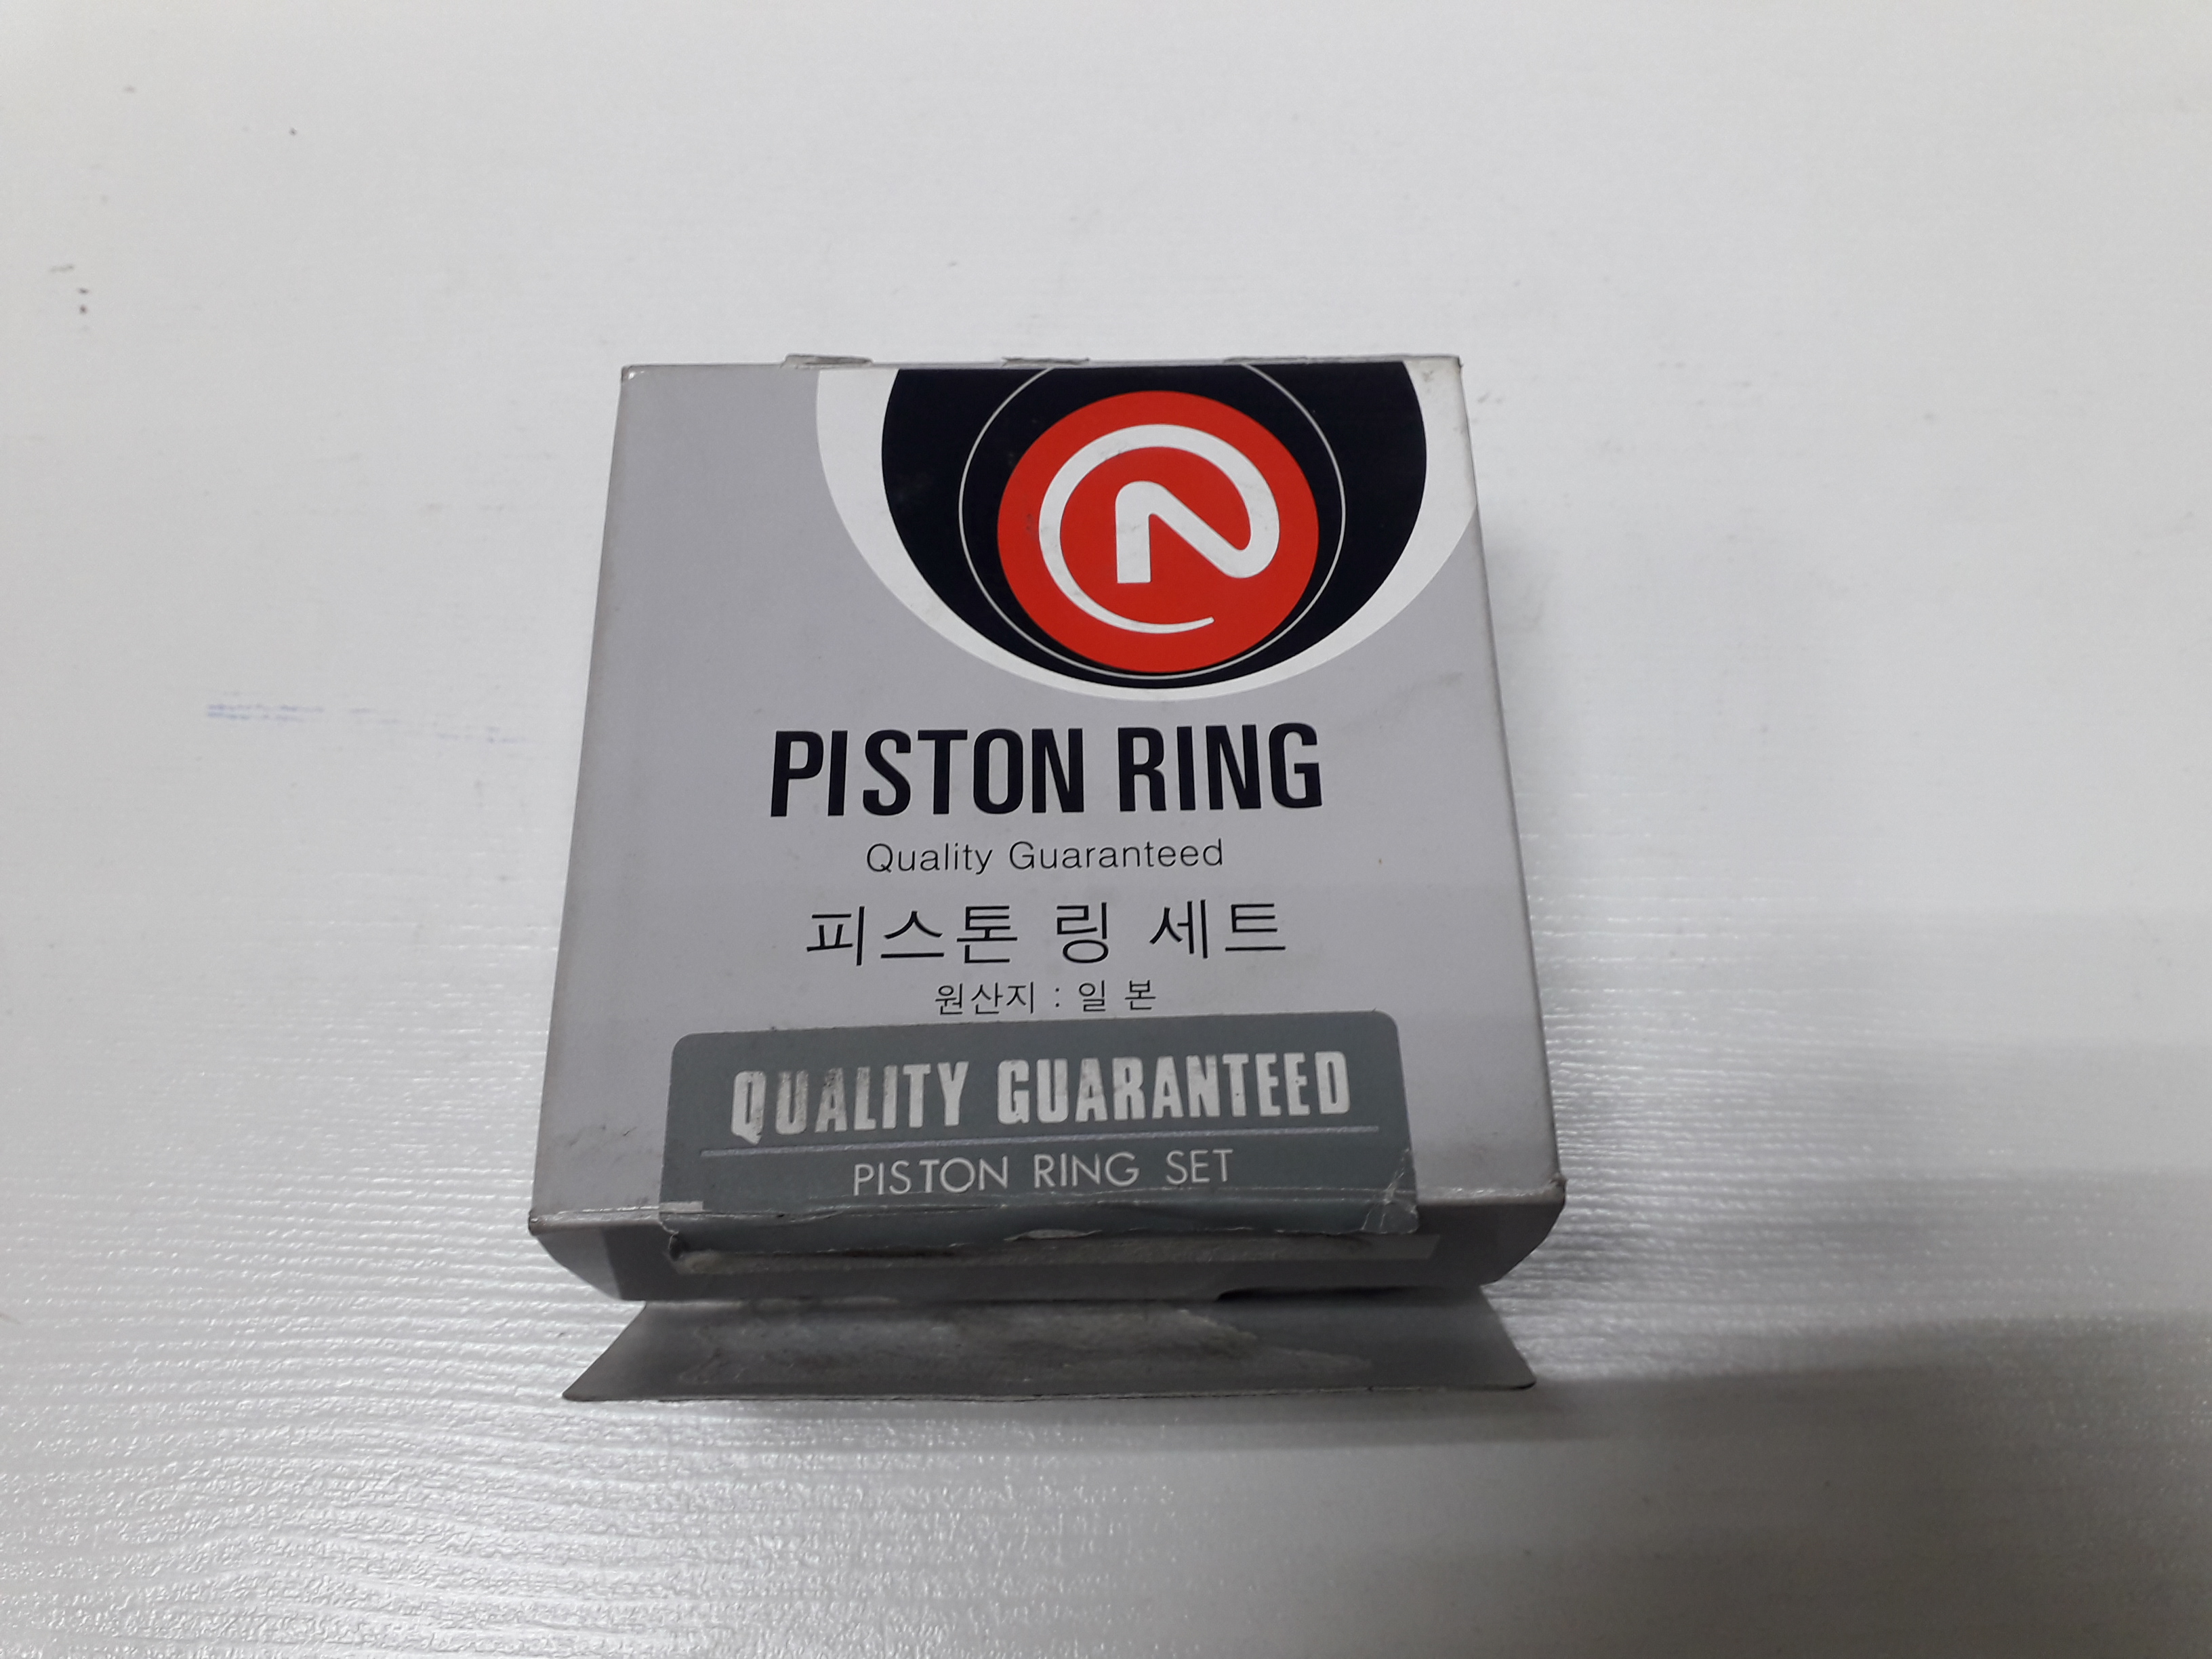 PISTON RING
Quality Guaranteed
피스톤 링 세트
원산지 : 일 본
QUALITY GUARANTEED
PISTON RING SET